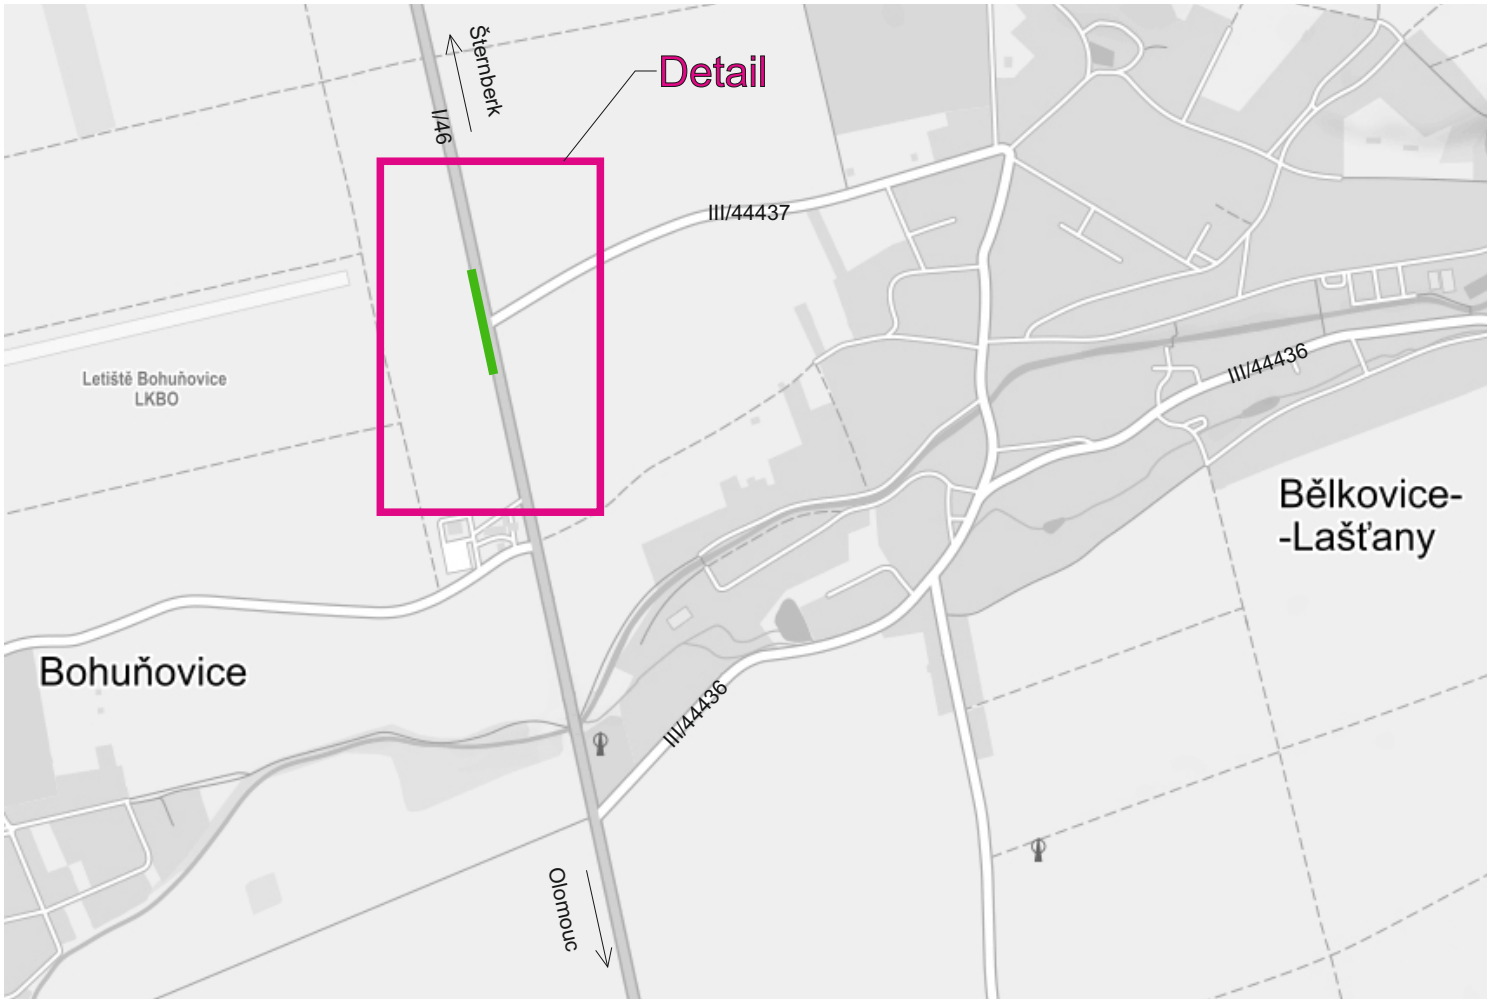 Šternberk
Detail
I/46
III/44437
III/44436
Letiště Bohuňovice
LKBO
Bělkovice-
-Lašťany
Bohuňovice
III/44436
Olomouc